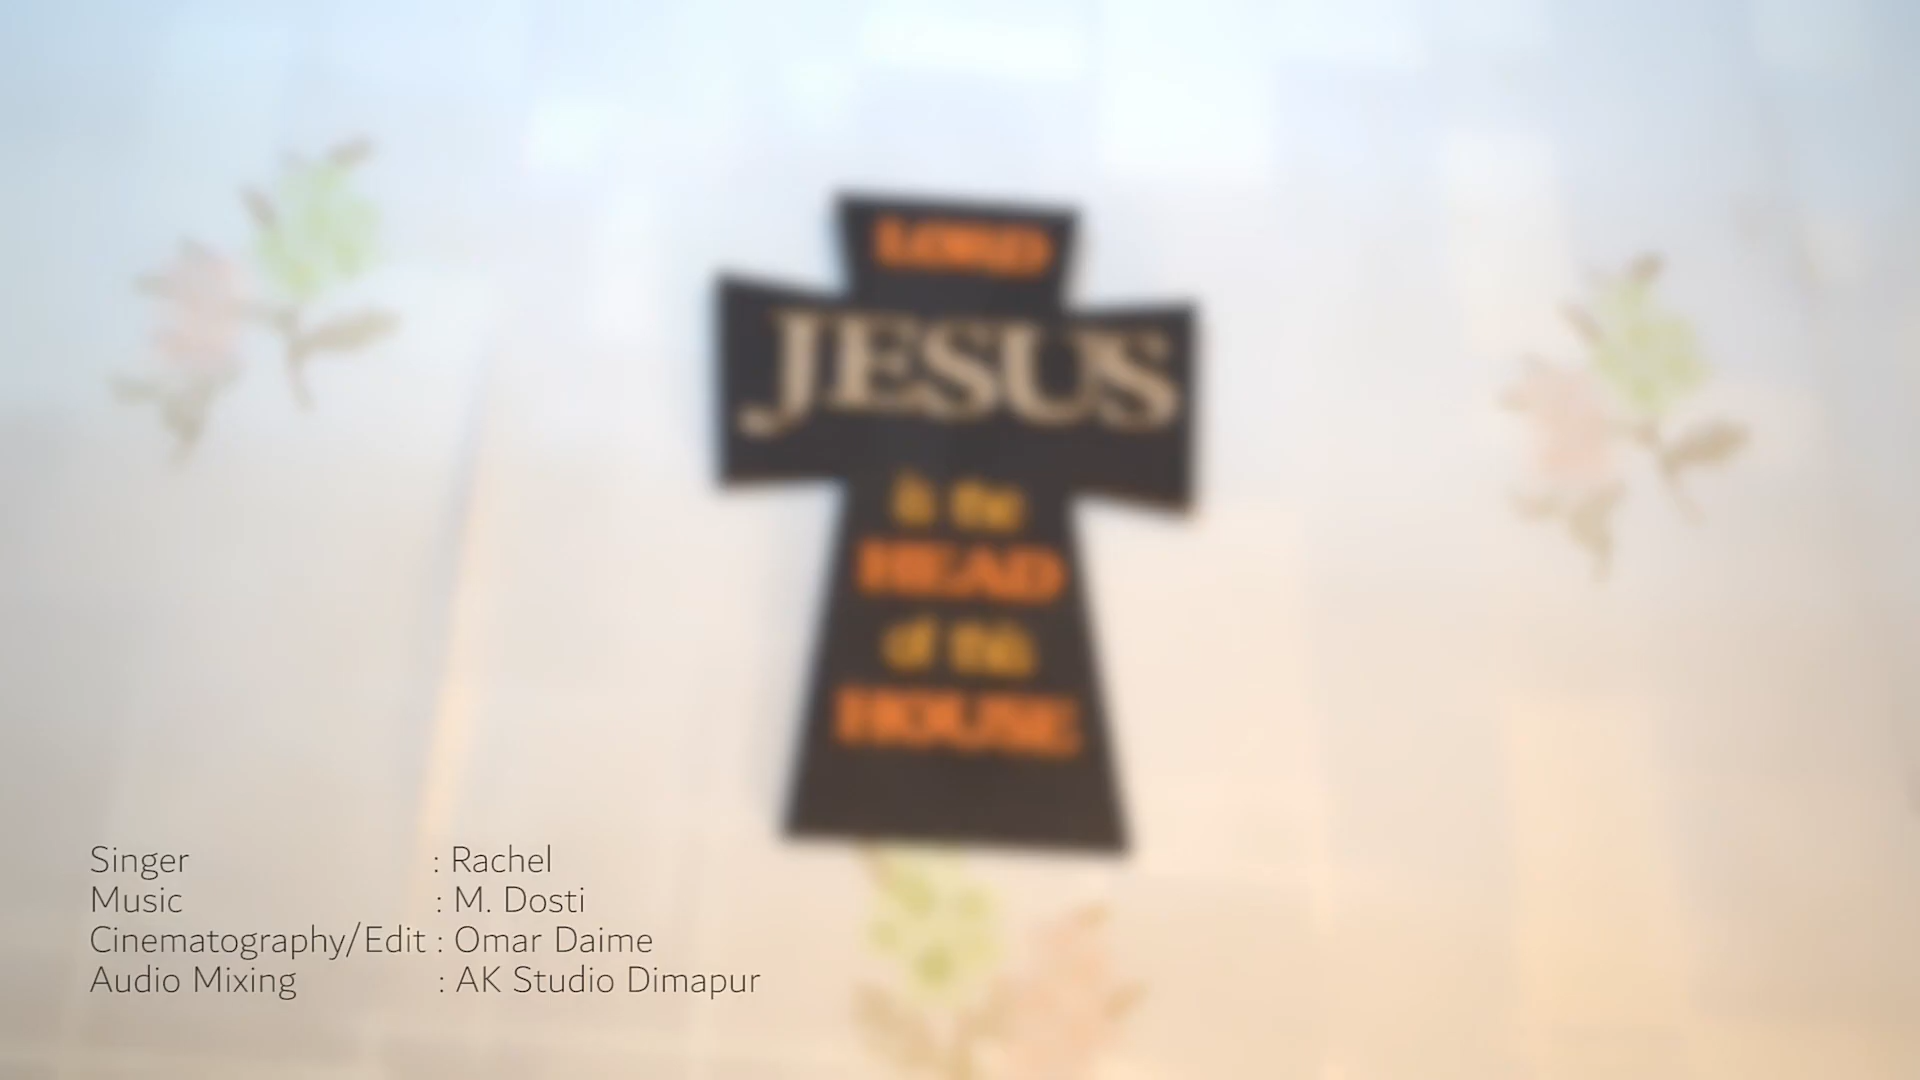 LORD
JESUS
is the
HEAD
of this
HOUSE
Singer : Rachel
Music : M. Dosti
Cinematography/Edit : Omar Daime
Audio Mixing : AK Studio Dimapur